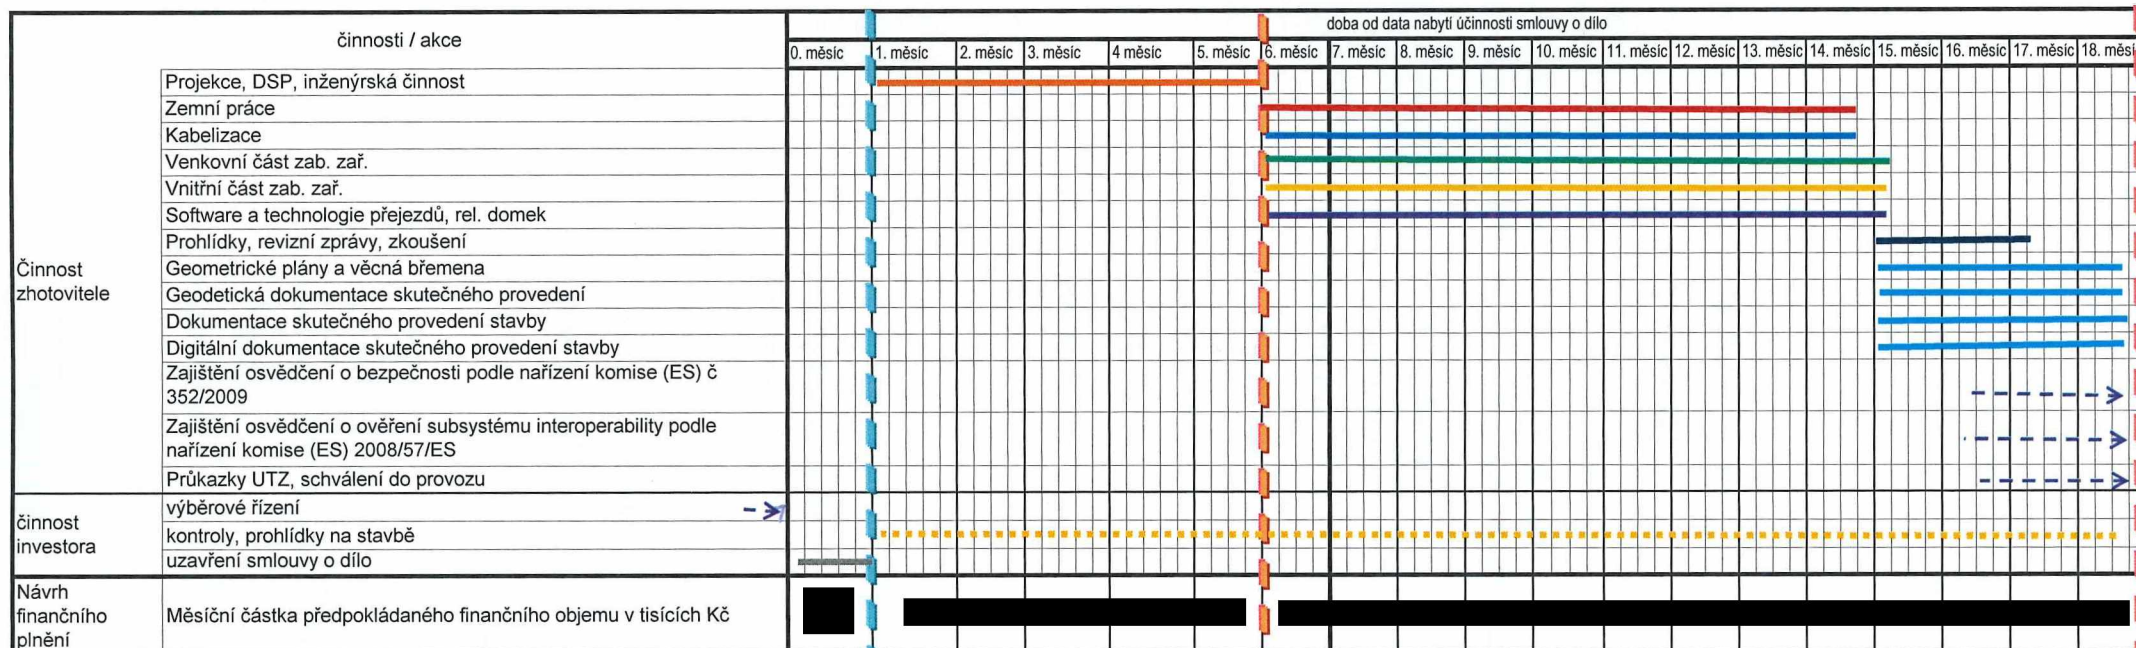 činnosti / akce
doba od data nabytí účinnosti smlouvy o dílo
0. měsíc 1. měsíc 2. měsíc 3. měsíc 4 měsíc 5. měsíc 6. měsíc 7. měsíc 8. měsíc 9. měsíc 10. měsíc 11. měsíc 12. měsíc 13. měsíc 14. měsíc 15. měsíc 16. měsíc 17. měsíc 18. měsí
Činnost
zhotovitele
Projekce, DSP, inženýrská činnost
Zemní práce
Kabelizace
Venkovní část zab. zař.
Vnitřní část zab. zař.
Software a technologie přejezdů, rel. domek
Prohlídky, revizní zprávy, zkoušení
Geometrické plány a věcná břemena
Geodetická dokumentace skutečného provedení
Dokumentace skutečného provedení stavby
Digitální dokumentace skutečného provedení stavby
Zajištění osvědčení o bezpečnosti podle nařízení komise (ES) č
352/2009
Zajištění osvědčení o ověření subsystému interoperability podle
nařízení komise (ES) 2008/57/ES
Průkazky UTZ, schválení do provozu
činnost
investora
výběrové řízení
kontroly, prohlídky na stavbě
uzavření smlouvy o dílo
Návrh
finančního
plnění
Měsíční částka předpokládaného finančního objemu v tisících Kč